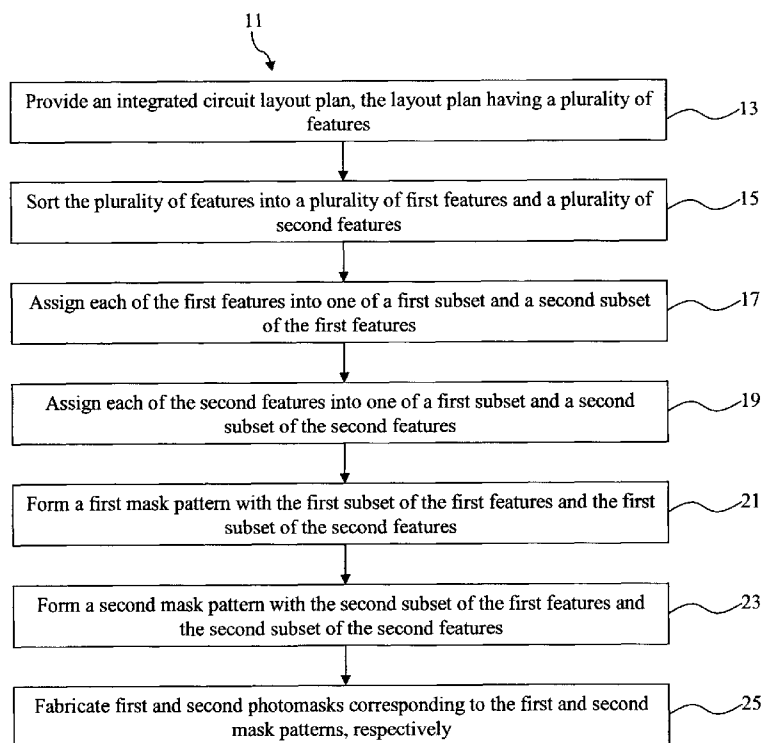 11
Provide an integrated circuit layout plan, the layout plan having a plurality of
features
13
Sort the plurality of features into a plurality of first features and a plurality of
second features
15
Assign each of the first features into one of a first subset and a second subset
of the first features
17
Assign each of the second features into one of a first subset and a second
subset of the second features
19
Form a first mask pattern with the first subset of the first features and the first
subset of the second features
21
Form a second mask pattern with the second subset of the first features and
the second subset of the second features
23
Fabricate first and second photomasks corresponding to the first and second
mask patterns, respectively
25